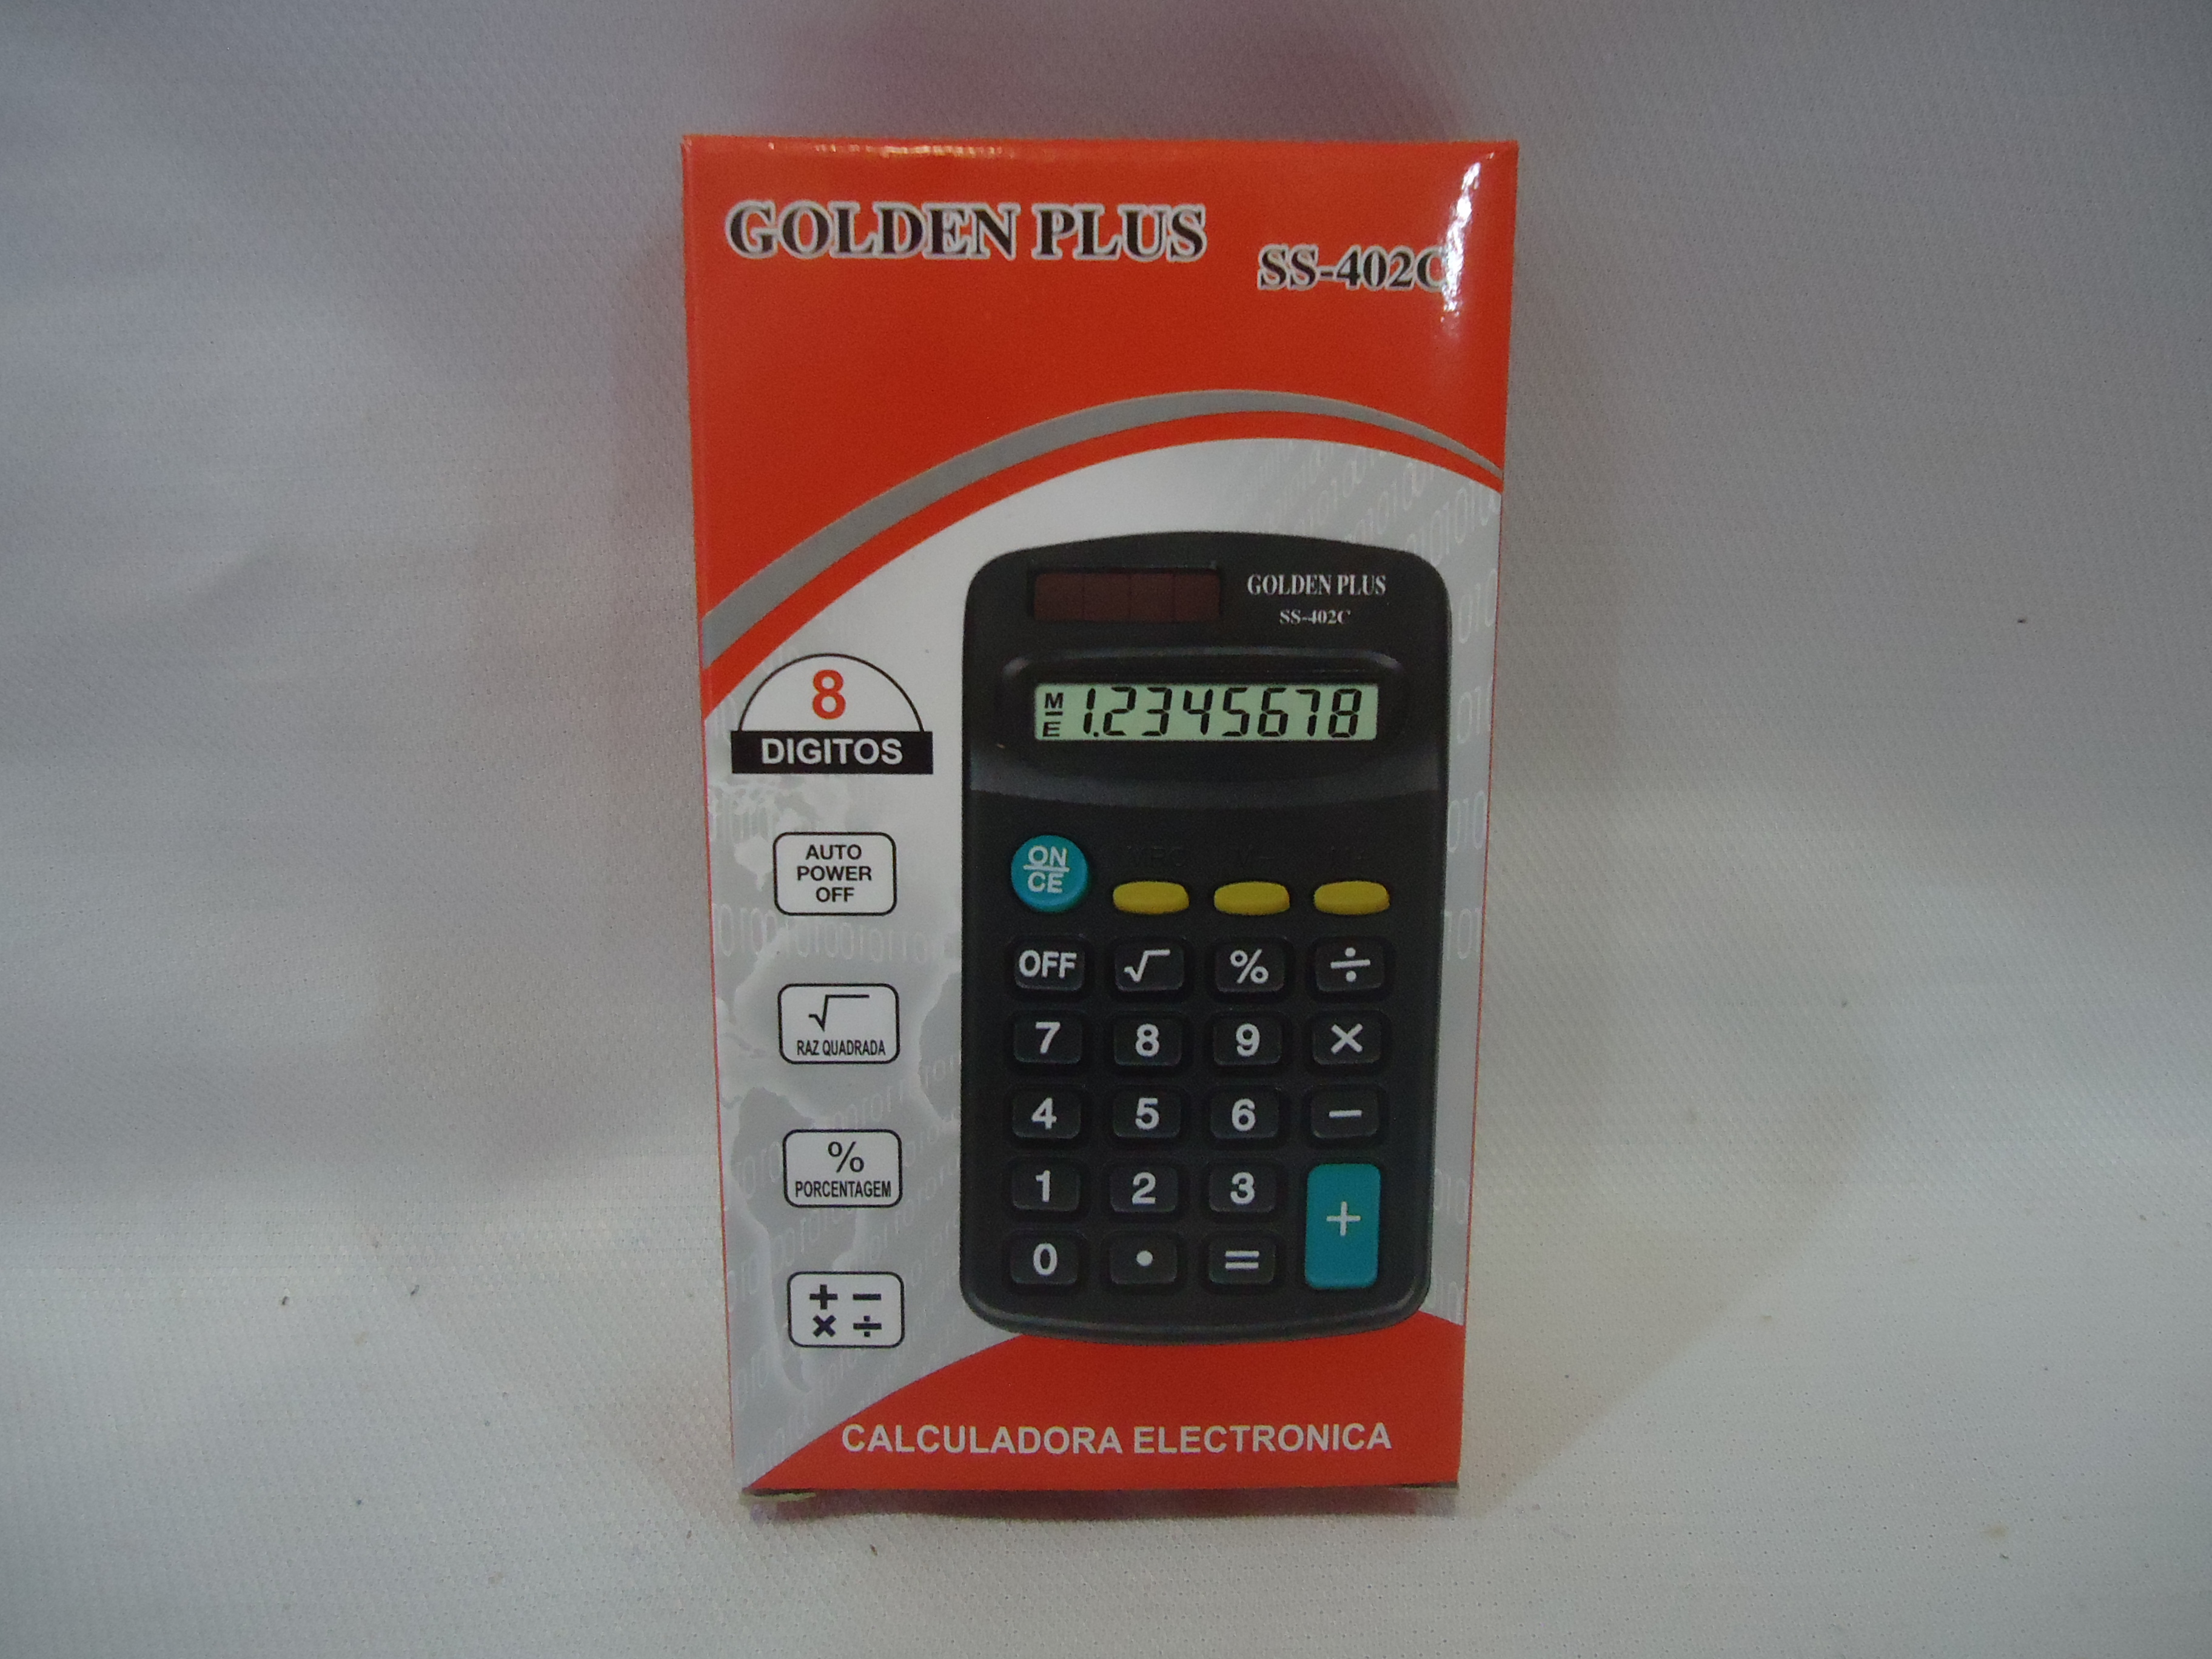 GOLDEN PLUS
SS-402C
GOLDEN PLUS
SS-402C
M
E
1.2345678
8
DIGITOS
AUTO
POWER
OFF
RAZ QUADRADA
%
PORCENTAGEM
+ −
× ÷
ON
CE
OFF √ % ÷
7 8 9 ×
4 5 6 −
1 2 3 +
0 • =
CALCULADORA ELECTRONICA